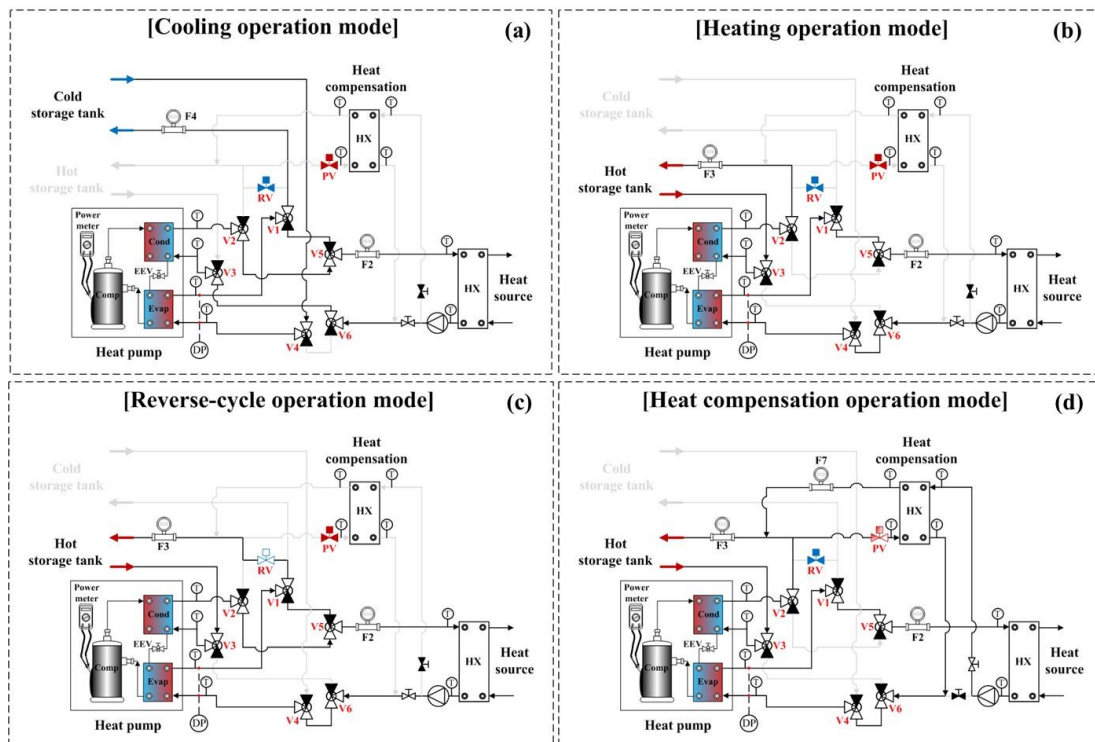 [Cooling operation mode]
(a)
Heat
compensation
Cold
storage tank
F4
T
T
HX
T
T
Hot
storage tank
PV
RV
Power
meter
T
Cond
V2
V1
T
V5
T
EEV
V3
F2
Heat
source
Comp
T
HX
Evap
T
V6
T
V4
Heat pump
DP
[Heating operation mode]
(b)
Heat
compensation
Cold
storage tank
T
T
HX
F3
T
T
Hot
storage tank
PV
RV
Power
meter
T
Cond
V2
V1
T
V5
T
EEV
V3
F2
Heat
source
Comp
T
HX
Evap
T
V6
T
V4
Heat pump
DP
[Reverse-cycle operation mode]
(c)
Heat
compensation
Cold
storage tank
T
T
HX
F3
T
T
Hot
storage tank
PV
RV
Power
meter
T
Cond
V2
V1
T
V5
T
EEV
V3
F2
Heat
source
Comp
T
HX
Evap
T
V6
T
V4
Heat pump
DP
[Heat compensation operation mode]
(d)
Heat
compensation
F7
Cold
storage tank
T
T
HX
F3
T
T
Hot
storage tank
PV
RV
Power
meter
T
Cond
V2
V1
T
V5
T
EEV
V3
F2
Heat
source
Comp
T
HX
Evap
T
V6
T
V4
Heat pump
DP